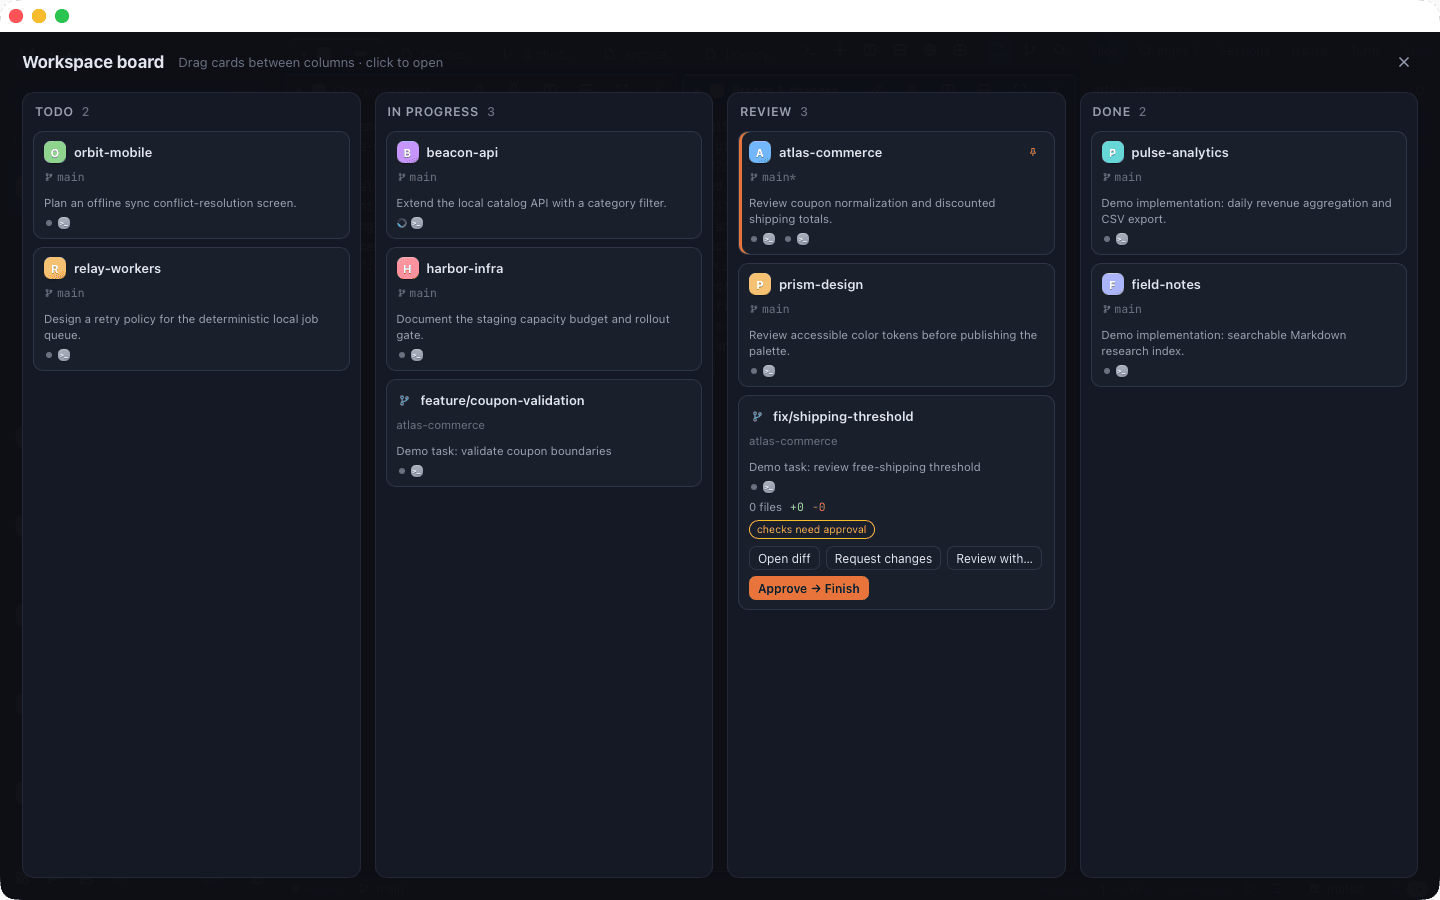 Workspace board Drag cards between columns · click to open
TODO 2
O orbit-mobile
main
Plan an offline sync conflict-resolution screen.
R relay-workers
main
Design a retry policy for the deterministic local job
queue.
IN PROGRESS 3
B beacon-api
main
Extend the local catalog API with a category filter.
H harbor-infra
main
Document the staging capacity budget and rollout
gate.
feature/coupon-validation
atlas-commerce
Demo task: validate coupon boundaries
REVIEW 3
A atlas-commerce
main*
Review coupon normalization and discounted
shipping totals.
P prism-design
main
Review accessible color tokens before publishing the
palette.
fix/shipping-threshold
atlas-commerce
Demo task: review free-shipping threshold
0 files +0 -0
checks need approval
Open diff Request changes Review with…
Approve → Finish
DONE 2
P pulse-analytics
main
Demo implementation: daily revenue aggregation and
CSV export.
F field-notes
main
Demo implementation: searchable Markdown
research index.